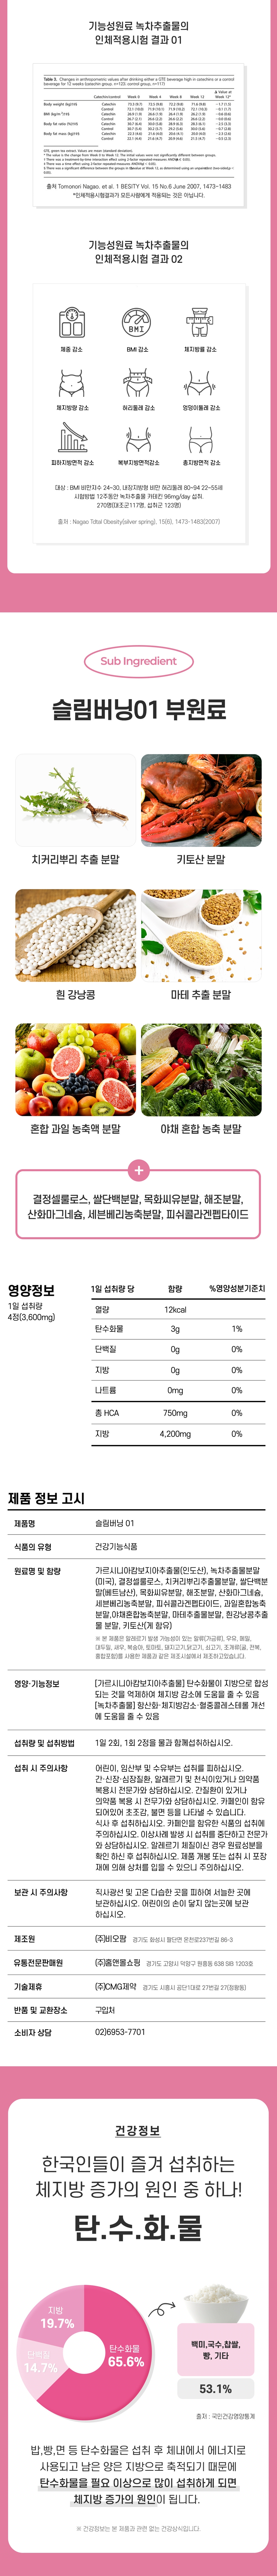 기능성원료 녹차추출물의
인체적용시험 결과 01
출처 Tomonori Nagao, et al. 1 BESITY Vol. 15 No.6 June 2007, 1473-1483
*인체적용시험결과가 모든사람에게 적용되는 것은 아닙니다.
기능성원료 녹차추출물의
인체적용시험 결과 02
체중 감소
BMI
BMI 감소
체지방률 감소
체지방량 감소
허리둘레 감소
엉덩이둘레 감소
피하지방면적 감소
복부지방면적감소
총지방면적 감소
대상 : BMI 비만지수 24~30, 내장지방형 비만 허리둘레 80~94 22~55세
시험방법 12주동안 녹차추출물 카테킨 96mg/day 섭취.
270명(대조군117명, 섭취군 123명)
출처 : Nagao Tdtal Obesity(silver spring), 15(6), 1473-1483(2007)
Sub Ingredient
슬림버닝01 부원료
치커리뿌리 추출 분말
키토산 분말
흰 강낭콩
마테 추출 분말
혼합 과일 농축액 분말
야채 혼합 농축 분말
+
결정셀룰로스, 쌀단백분말, 목화씨유분말, 해조분말,
산화마그네슘, 세븐베리농축분말, 피쉬콜라겐펩타이드
영양정보
1일 섭취량
4정(3,600mg)
1일 섭취량 당 함량 %영양성분기준치
열량 12kcal
탄수화물 3g 1%
단백질 0g 0%
지방 0g 0%
나트륨 0mg 0%
총 HCA 750mg 0%
지방 4,200mg 0%
제품 정보 고시
제품명 슬림버닝 01
식품의 유형 건강기능식품
원료명 및 함량 가르시니아캄보지아추출물(인도산), 녹차추출물분말
(미국), 결정셀룰로스, 치커리뿌리추출물분말, 쌀단백분
말(베트남산), 목화씨유분말, 해조분말, 산화마그네슘,
세븐베리농축분말, 피쉬콜라겐펩타이드, 과일혼합농축
분말,야채혼합농축분말, 마테추출물분말, 흰강낭콩추출
물 분말, 키토산(게 함유)
※ 본 제품은 알레르기 발생 가능성이 있는 알류(가금류), 우유, 메밀,
대두밀, 새우, 복숭아, 토마토, 돼지고기,닭고기, 쇠고기, 조개류(굴, 전복,
홍합포함)를 사용한 제품과 같은 제조시설에서 제조하고있습니다.
영양·기능정보 [가르시니아캄보지아추출물] 탄수화물이 지방으로 합성
되는 것을 억제하여 체지방 감소에 도움을 줄 수 있음
[녹차추출물] 항산화·체지방감소·혈중콜레스테롤 개선
에 도움을 줄 수 있음
섭취량 및 섭취방법 1일 2회, 1회 2정을 물과 함께섭취하십시오.
섭취 시 주의사항 어린이, 임산부 및 수유부는 섭취를 피하십시오.
간·신장·심장질환, 알레르기 및 천식이있거나 의약품
복용시 전문가와 상담하십시오. 간질환이 있거나
의약품 복용 시 전문가와 상담하십시오. 카페인이 함유
되어있어 초조감, 불면 등을 나타낼 수 있습니다.
식사 후 섭취하십시오. 카페인을 함유한 식품의 섭취에
주의하십시오. 이상사례 발생 시 섭취를 중단하고 전문가
와 상담하십시오. 알레르기 체질이신 경우 원료성분을
확인 하신 후 섭취하십시오. 제품 개봉 또는 섭취 시 포장
재에 의해 상처를 입을 수 있으니 주의하십시오.
보관 시 주의사항 직사광선 및 고온 다습한 곳을 피하여 서늘한 곳에
보관하십시오. 어린이의 손이 닿지 않는곳에 보관
하십시오.
제조원 (주)비오팜 경기도 화성시 팔탄면 온천로237번길 86-3
유통전문판매원 (주)홈앤몰쇼핑 경기도 고양시 덕양구 원흥동 638 SIB 1203호
기술제휴 (주)CMG제약 경기도 시흥시 공단1대로 27번길 27(정왕동)
반품 및 교환장소 구입처
소비자 상담 02)6953-7701
건강정보
한국인들이 즐겨 섭취하는
체지방 증가의 원인 중 하나!
탄.수.화.물
지방
19.7%
단백질
14.7%
탄수화물
65.6%
백미,국수,찹쌀,
빵, 기타
53.1%
출처 : 국민건강영양통계
밥,빵,면 등 탄수화물은 섭취 후 체내에서 에너지로
사용되고 남은 양은 지방으로 축적되기 때문에
탄수화물을 필요 이상으로 많이 섭취하게 되면
체지방 증가의 원인이 됩니다.
※ 건강정보는 본 제품과 관련 없는 건강상식입니다.